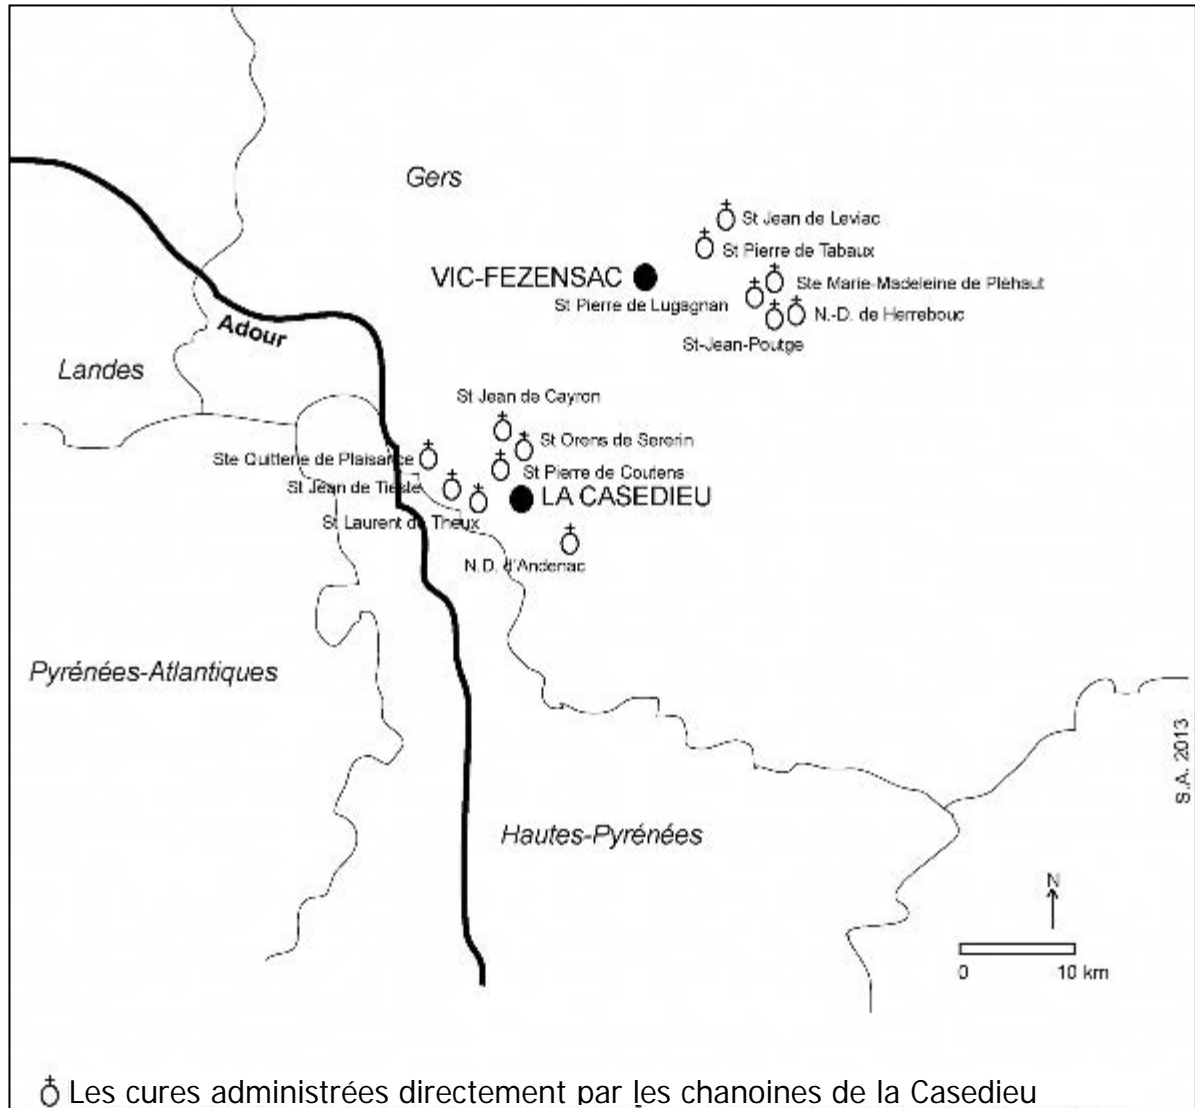 Gers
St Jean de Leviac
St Pierre de Tabaux
VIC-FEZENSAC
Ste Marie-Madeleine de Pléhaut
St Pierre de Lugagnan
N.-D. de Herrebouc
St-Jean-Poutge
Adour
Landes
St Jean de Cayron
St Orens de Sererin
Ste Quitterie de Plaisance
St Pierre de Coutens
St Jean de Tieste
LA CASEDIEU
St Laurent de Theux
N.D. d'Andenac
Pyrénées-Atlantiques
Hautes-Pyrénées
S.A. 2013
N
0 10 km
Les cures administrées directement par les chanoines de la Casedieu